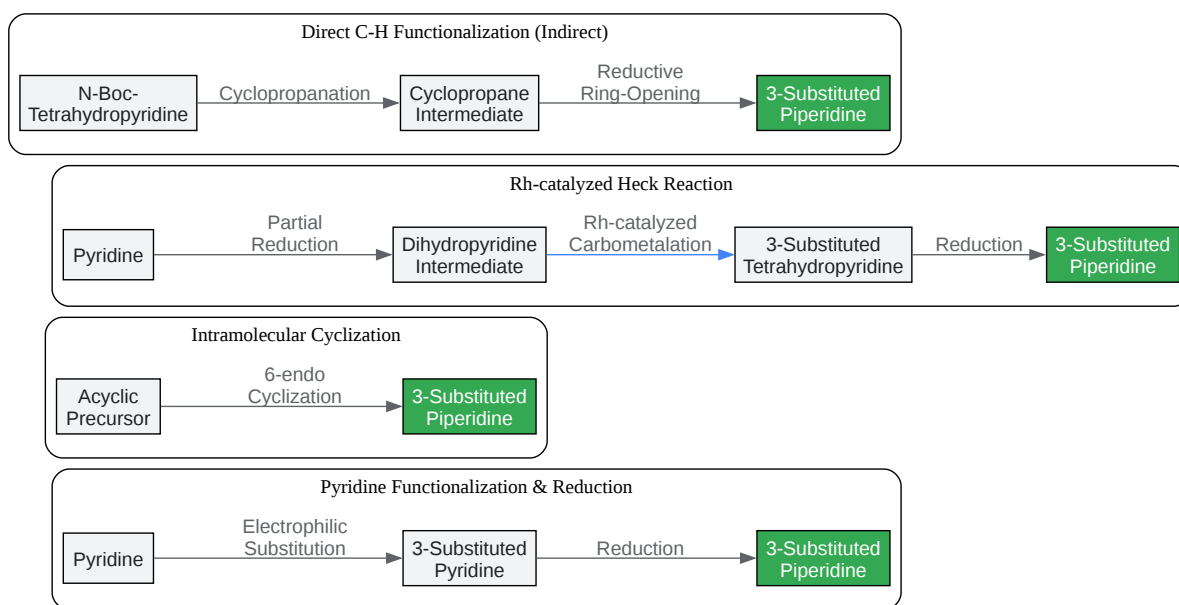 Direct C-H Functionalization (Indirect)
N-Boc-
Tetrahydropyridine
Cyclopropanation
Cyclopropane
Intermediate
Reductive
Ring-Opening
3-Substituted
Piperidine
Rh-catalyzed Heck Reaction
Pyridine
Partial
Reduction
Dihydropyridine
Intermediate
Rh-catalyzed
Carbometalation
3-Substituted
Tetrahydropyridine
Reduction
3-Substituted
Piperidine
Intramolecular Cyclization
Acyclic
Precursor
6-endo
Cyclization
3-Substituted
Piperidine
Pyridine Functionalization & Reduction
Pyridine
Electrophilic
Substitution
3-Substituted
Pyridine
Reduction
3-Substituted
Piperidine